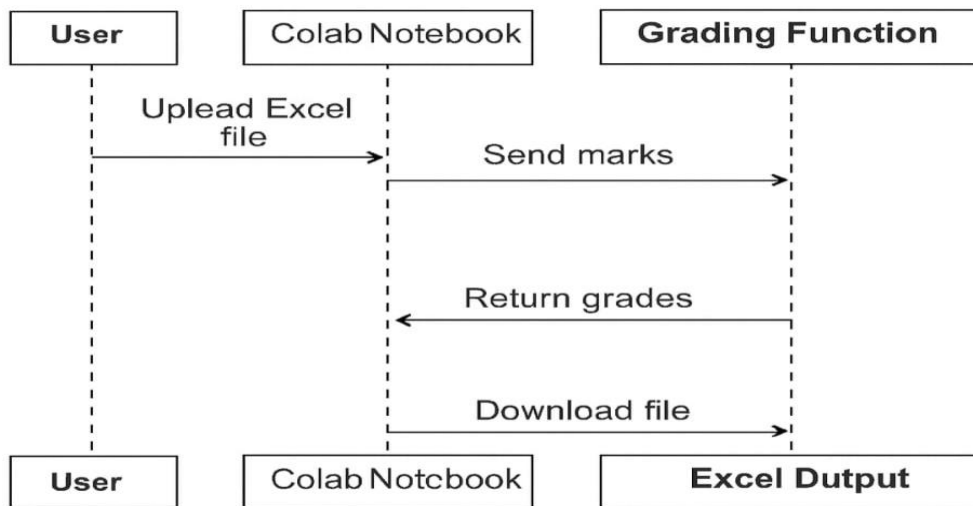 User
Colab Notebook
Grading Function
Uplead Excel
file
Send marks
Return grades
Download file
User
Colab Notcbook
Excel Dutput